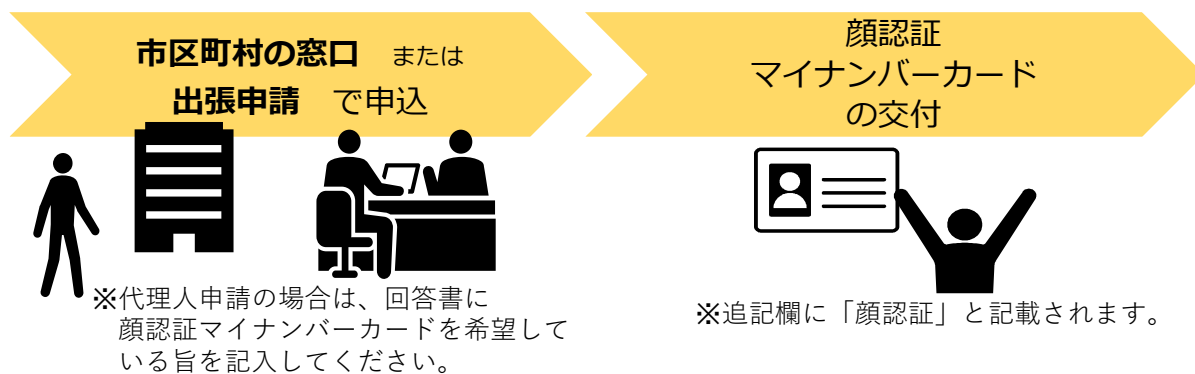 市区町村の窓口 または
出張申請 で申込
※代理人申請の場合は、回答書に
顔認証マイナンバーカードを希望して
いる旨を記入してください。
顔認証
マイナンバーカード
の交付
※追記欄に「顔認証」と記載されます。